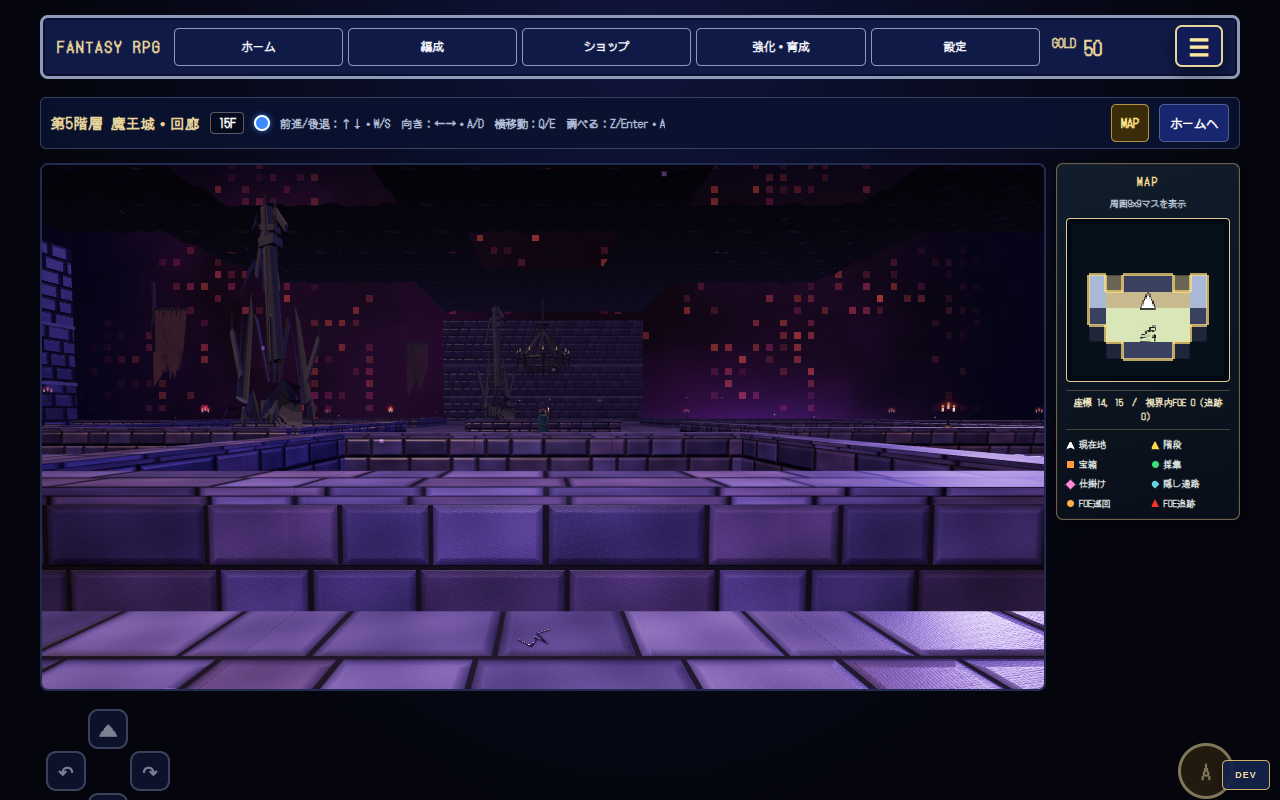 FANTASY RPG
ホーム
編成
ショップ
強化・育成
設定
GOLD 50
第5階層 魔王城・回廊
15F
前進/後退：↑↓・W/S　向き：←→・A/D　横移動：Q/E　調べる：Z/Enter・A
MAP
ホームへ
MAP
周囲9x9マスを表示
座標 14, 15 / 視界内FOE 0（追跡
0）
現在地
階段
宝箱
採集
仕掛け
隠し通路
FOE巡回
FOE追跡
A
DEV